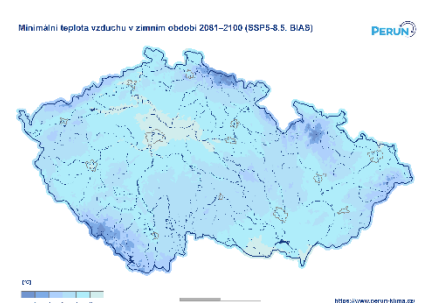 Minimální teplota vzduchu v zimním období 2081–2100 (SSP5-8.5, BIAS)
PERUN
[°C]
https://www.perun-klima.cz/